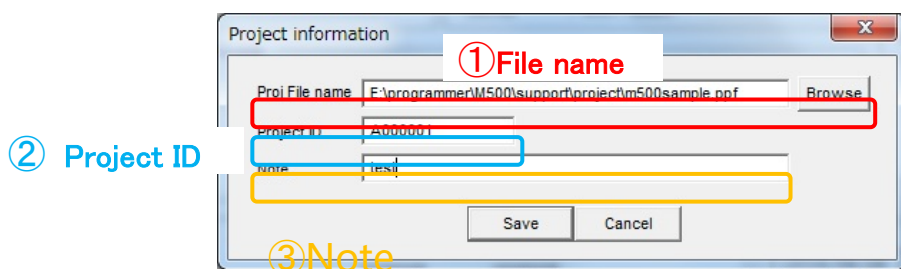 Project information
①File name
Proj File name F:\programmer\M500\support\project\m500sample.ppf Browse
Project ID A000001
② Project ID
Note test
Save Cancel
③Note